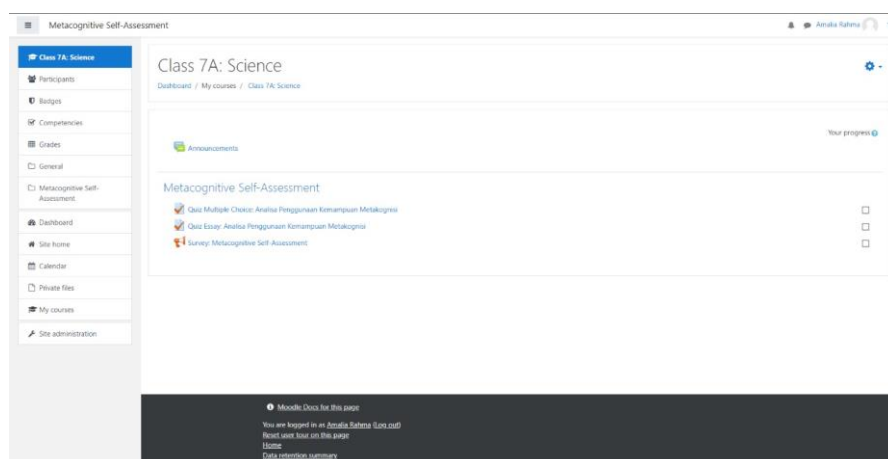 Metacognitive Self-Assessment
Amalia Rahma
Class 7A: Science
Participants
Badges
Competencies
Grades
General
Metacognitive Self-
Assessment
Dashboard
Site home
Calendar
Private files
My courses
Site administration
Class 7A: Science
Dashboard / My courses / Class 7A: Science
Your progress
Announcements
Metacognitive Self-Assessment
Quiz Multiple Choice: Analisa Penggunaan Kemampuan Metakognisi
Quiz Essay: Analisa Penggunaan Kemampuan Metakognisi
Survey: Metacognitive Self-Assessment
Moodle Docs for this page
You are logged in as Amalia Rahma (Log out)
Reset user tour on this page
Home
Data retention summary